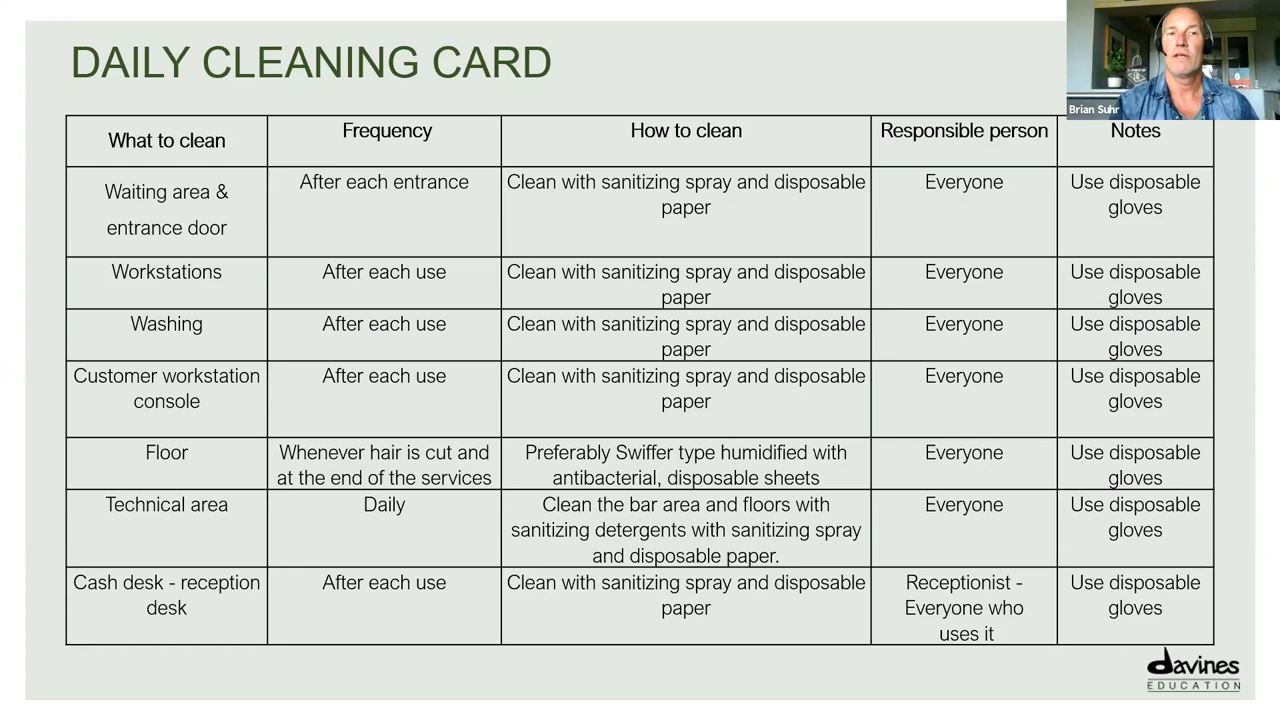 DAILY CLEANING CARD
Brian Suhr
What to clean
Frequency
How to clean
Responsible person
Notes
Waiting area &
entrance door
After each entrance
Clean with sanitizing spray and disposable
paper
Everyone
Use disposable
gloves
Workstations
After each use
Clean with sanitizing spray and disposable
paper
Everyone
Use disposable
gloves
Washing
After each use
Clean with sanitizing spray and disposable
paper
Everyone
Use disposable
gloves
Customer workstation
console
After each use
Clean with sanitizing spray and disposable
paper
Everyone
Use disposable
gloves
Floor
Whenever hair is cut and
at the end of the services
Preferably Swiffer type humidified with
antibacterial, disposable sheets
Everyone
Use disposable
gloves
Technical area
Daily
Clean the bar area and floors with
sanitizing detergents with sanitizing spray
and disposable paper.
Everyone
Use disposable
gloves
Cash desk - reception
desk
After each use
Clean with sanitizing spray and disposable
paper
Receptionist -
Everyone who
uses it
Use disposable
gloves
davines
EDUCATION